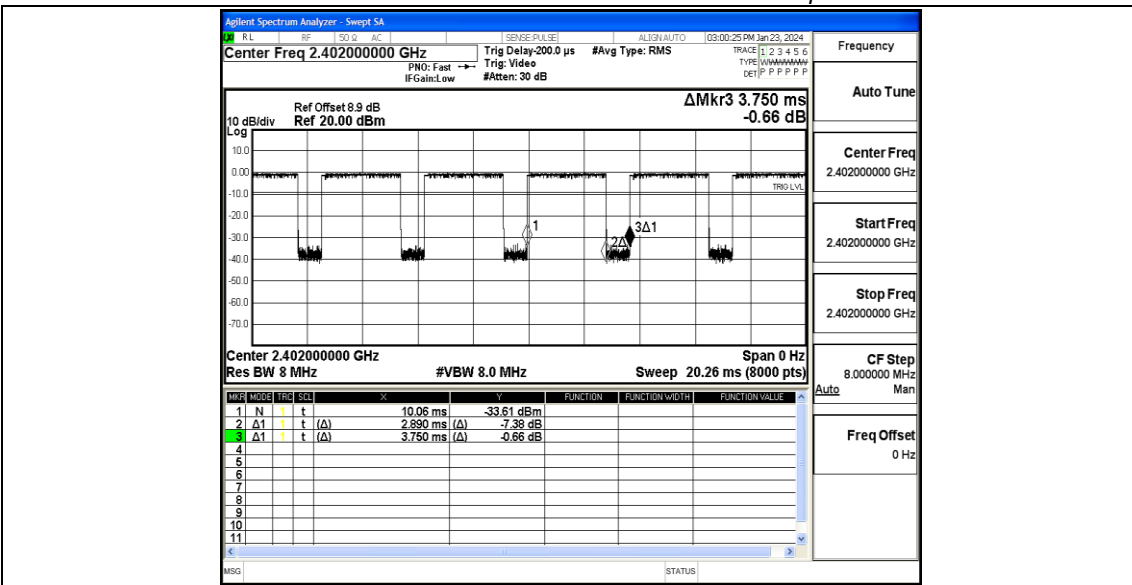 Agilent Spectrum Analyzer - Swept SA
RL RF 50 Ω AC SENSE:PULSE ALIGN AUTO 03:00:25 PM Jan 23, 2024
Center Freq 2.402000000 GHz
PNO: Fast
IFGain:Low
Trig Delay-200.0 µs
Trig: Video
#Atten: 30 dB
#Avg Type: RMS
TRACE 1 2 3 4 5 6
TYPE WWWWWW
DET P P P P P P
Frequency
Auto Tune
Center Freq
2.402000000 GHz
Start Freq
2.402000000 GHz
Stop Freq
2.402000000 GHz
CF Step
8.000000 MHz
Auto Man
Freq Offset
0 Hz
ΔMkr3 3.750 ms
-0.66 dB
Ref Offset 8.9 dB
10 dB/div Ref 20.00 dBm
Log
10.0
0.00
-10.0
-20.0
-30.0
-40.0
-50.0
-60.0
-70.0
TRIG LVL
1
2Δ
3Δ1
Center 2.402000000 GHz Span 0 Hz
Res BW 8 MHz #VBW 8.0 MHz Sweep 20.26 ms (8000 pts)
MKR MODE TRC SCL X Y FUNCTION FUNCTION WIDTH FUNCTION VALUE
1 N 1 t 10.06 ms -33.61 dBm
2 Δ1 1 t (Δ) 2.890 ms (Δ) -7.38 dB
3 Δ1 1 t (Δ) 3.750 ms (Δ) -0.66 dB
4
5
6
7
8
9
10
11
MSG STATUS